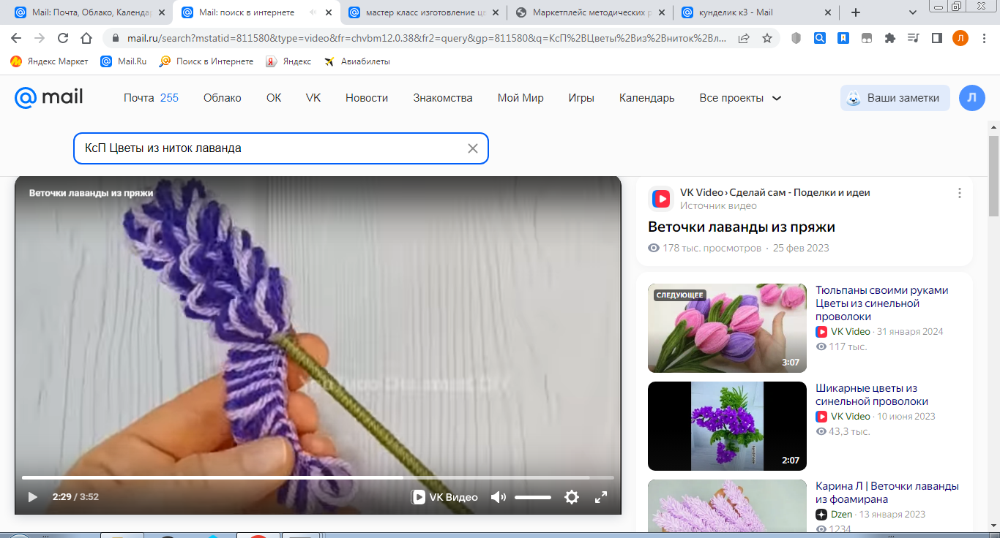 Mail: Почта, Облако, Календар
Mail: поиск в интернете
мастер класс изготовление цв
Маркетплейс методических р
кунделик кз - Mail
mail.ru/search?mstatid=811580&type=video&fr=chvbm12.0.38&fr2=query&gp=811580&q=КсП%2BЦветы%2Bиз%2Bниток%2Bл...
Л
Яндекс Маркет
Mail.Ru
Поиск в Интернете
Яндекс
Авиабилеты
mail
Почта 255
Облако
ОК
VK
Новости
Знакомства
Мой Мир
Игры
Календарь
Все проекты
Ваши заметки
Л
КсП Цветы из ниток лаванда
Веточки лаванды из пряжи
2:29 / 3:52
VK Видео
VK Video › Сделай сам - Поделки и идеи
Источник видео
Веточки лаванды из пряжи
178 тыс. просмотров · 25 фев 2023
СЛЕДУЮЩЕЕ
3:07
Тюльпаны своими руками
Цветы из синельной
проволоки
VK Video · 31 января 2024
117 тыс.
2:07
Шикарные цветы из
синельной проволоки
VK Video · 10 июня 2023
43,3 тыс.
Карина Л | Веточки лаванды
из фоамирана
Dzen · 13 января 2023
1234